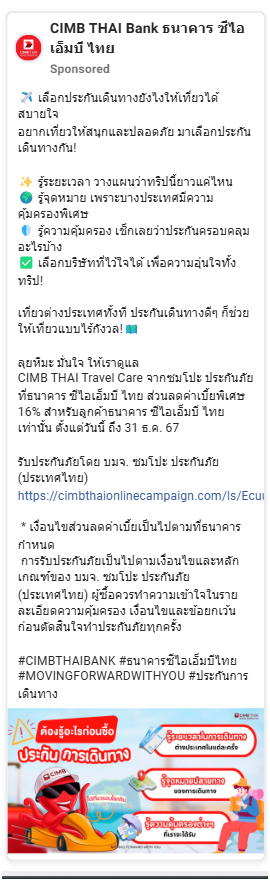 CIMB THAI Bank ธนาคาร ซีไอ
เอ็มบี ไทย
Sponsored
✈️ เลือกประกันเดินทางยังไงให้เที่ยวได้
สบายใจ
อยากเที่ยวให้สนุกและปลอดภัย มาเลือกประกัน
เดินทางกัน!
✨ รู้ระยะเวลา วางแผนว่าทริปนี้ยาวแค่ไหน
🌍 รู้จุดหมาย เพราะบางประเทศมีความ
คุ้มครองพิเศษ
🛡️ รู้ความคุ้มครอง เช็กเลยว่าประกันครอบคลุม
อะไรบ้าง
✅ เลือกบริษัทที่ไว้ใจได้ เพื่อความอุ่นใจทั้ง
ทริป!
เที่ยวต่างประเทศทั้งที ประกันเดินทางดีๆ ก็ช่วย
ให้เที่ยวแบบไร้กังวล! 🗺️
ลุยหิมะ มั่นใจ ให้เราดูแล
CIMB THAI Travel Care จากชมโปะ ประกันภัย
ที่ธนาคาร ซีไอเอ็มบี ไทย ส่วนลดค่าเบี้ยพิเศษ
16% สำหรับลูกค้าธนาคาร ซีไอเอ็มบี ไทย
เท่านั้น ตั้งแต่วันนี้ ถึง 31 ธ.ค. 67
รับประกันภัยโดย บมจ. ซมโปะ ประกันภัย
(ประเทศไทย)
https://cimbthaionlinecampaign.com/ls/Ecu
* เงื่อนไขส่วนลดค่าเบี้ยเป็นไปตามที่ธนาคาร
กำหนด
การรับประกันภัยเป็นไปตามเงื่อนไขและหลัก
เกณฑ์ของ บมจ. ซมโปะ ประกันภัย
(ประเทศไทย) ผู้ซื้อควรทำความเข้าใจในราย
ละเอียดความคุ้มครอง เงื่อนไขและข้อยกเว้น
ก่อนตัดสินใจทำประกันภัยทุกครั้ง
#CIMBTHAIBANK #ธนาคารซีไอเอ็มบีไทย
#MOVINGFORWARDWITHYOU #ประกันการ
เดินทาง
CIMB THAI
ต้องรู้อะไรก่อนซื้อ
ประกัน การเดินทาง
CIMB
รู้ระยะเวลาในการเดินทาง
ต่างประเทศในแต่ละครั้ง
รู้จุดหมายปลายทาง
ของการเดินทาง
รู้ความคุ้มครองต่างๆ
ที่เราจะได้รับ
MOVING FORWARD WITH YOU